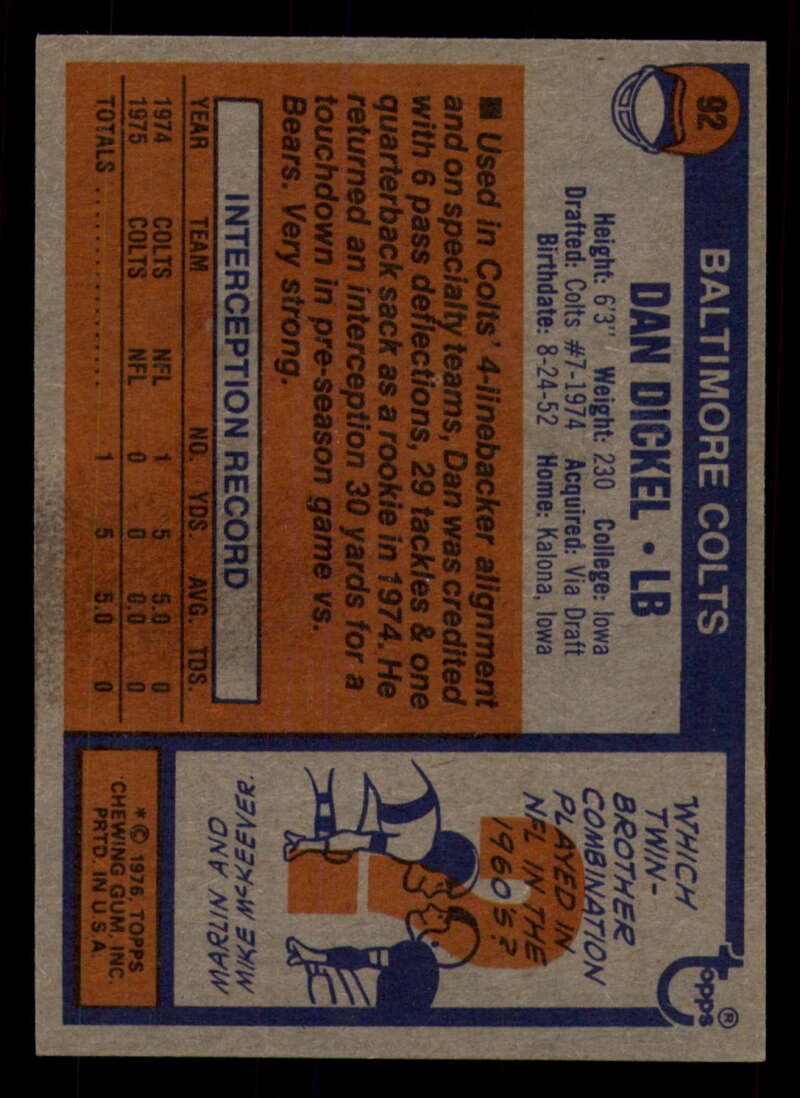 92
BALTIMORE COLTS
DAN DICKEL • LB
Height: 6'3" Weight: 230 College: Iowa
Drafted: Colts #7-1974 Acquired: Via Draft
Birthdate: 8-24-52 Home: Kalona, Iowa
■ Used in Colts' 4-linebacker alignment
and on specialty teams, Dan was credited
with 6 pass deflections, 29 tackles & one
quarterback sack as a rookie in 1974. He
returned an interception 30 yards for a
touchdown in pre-season game vs.
Bears. Very strong.
INTERCEPTION RECORD
YEAR TEAM NO. YDS. AVG. TDS.
1974 COLTS NFL 1 5 5.0 0
1975 COLTS NFL 0 0 0.0 0
TOTALS .............. 1 5 5.0 0
topps®
WHICH
TWIN-
BROTHER
COMBINATION
PLAYED IN
NFL IN THE
1960'S?
MARLIN AND
MIKE McKEEVER.
* © 1976, TOPPS
CHEWING GUM, INC.
PRTD. IN U.S.A.